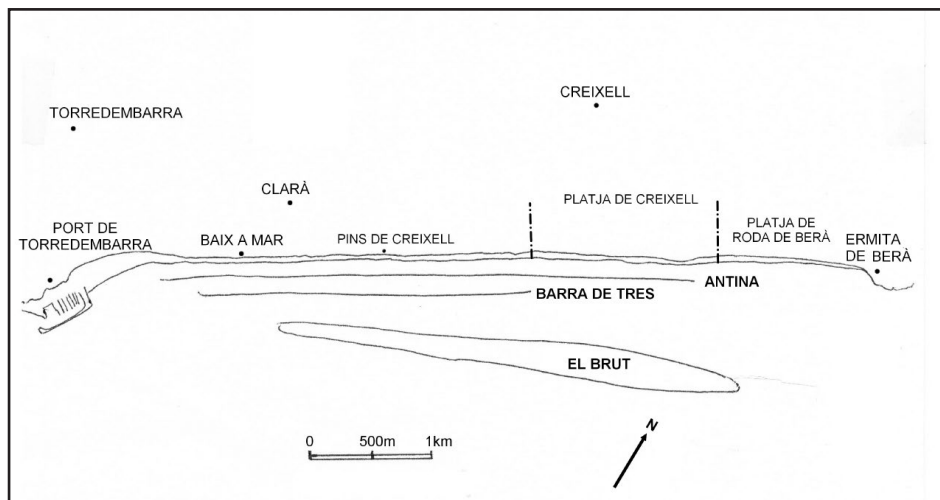 CREIXELL
TORREDEMBARRA
CLARÀ
PLATJA DE CREIXELL
PORT DE
TORREDEMBARRA
BAIX A MAR
PINS DE CREIXELL
PLATJA DE
RODA DE BERÀ
ERMITA
DE BERÀ
ANTINA
BARRA DE TRES
EL BRUT
0 500m 1km
N